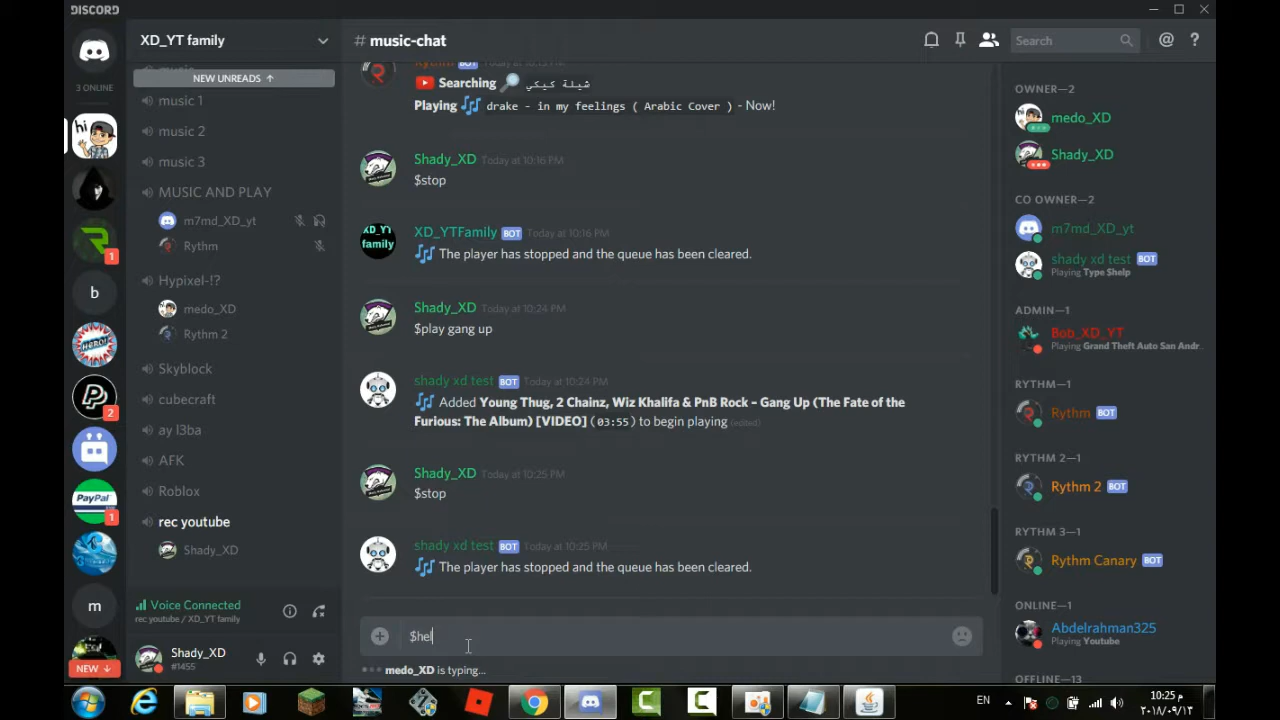 DISCORD
XD_YT family
# music-chat
Search
3 ONLINE
NEW UNREADS ↑
music 1
music 2
music 3
MUSIC AND PLAY
m7md_XD_yt
Rythm
Hypixel-!?
medo_XD
Rythm 2
Skyblock
cubecraft
ay l3ba
AFK
Roblox
rec youtube
Shady_XD
Voice Connected
rec youtube / XD_YT family
Shady_XD
#1455
hi
1
b
HERO!
2
PayPal
1
m
NEW ↓
Searching شيلة كيكي
Playing drake - in my feelings ( Arabic Cover ) - Now!
Shady_XD Today at 10:16 PM
$stop
XD_YT family
XD_YTFamily BOT Today at 10:16 PM
The player has stopped and the queue has been cleared.
Shady_XD Today at 10:24 PM
$play gang up
shady xd test BOT Today at 10:24 PM
Added Young Thug, 2 Chainz, Wiz Khalifa & PnB Rock – Gang Up (The Fate of the
Furious: The Album) [VIDEO] (03:55) to begin playing (edited)
Shady_XD Today at 10:25 PM
$stop
shady xd test BOT Today at 10:25 PM
The player has stopped and the queue has been cleared.
$hel
medo_XD is typing...
OWNER—2
medo_XD
Shady_XD
CO OWNER—2
m7md_XD_yt
shady xd test BOT
Playing Type $help
ADMIN—1
Bob_XD_YT
Playing Grand Theft Auto San Andr...
RYTHM—1
Rythm BOT
RYTHM 2—1
Rythm 2 BOT
RYTHM 3—1
Rythm Canary BOT
ONLINE—1
Abdelrahman325
Playing Youtube
OFFLINE—13
EN
10:25 م
٢٠١٨/٠٩/١٣